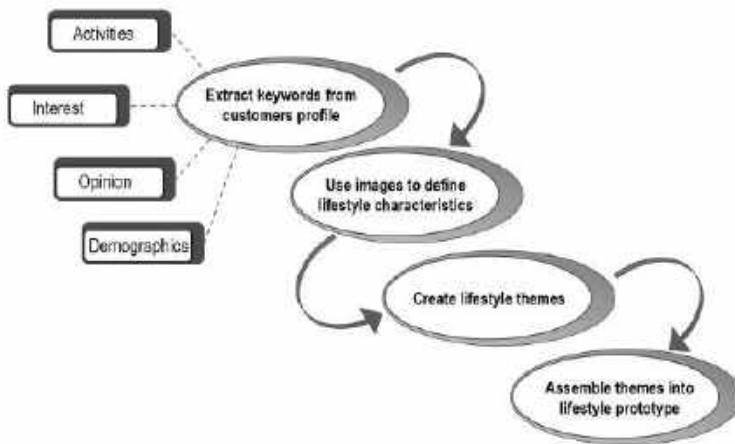 Activities
Interest
Opinion
Demographics
Extract keywords from
customers profile
Use images to define
lifestyle characteristics
Create lifestyle themes
Assemble themes into
lifestyle prototype